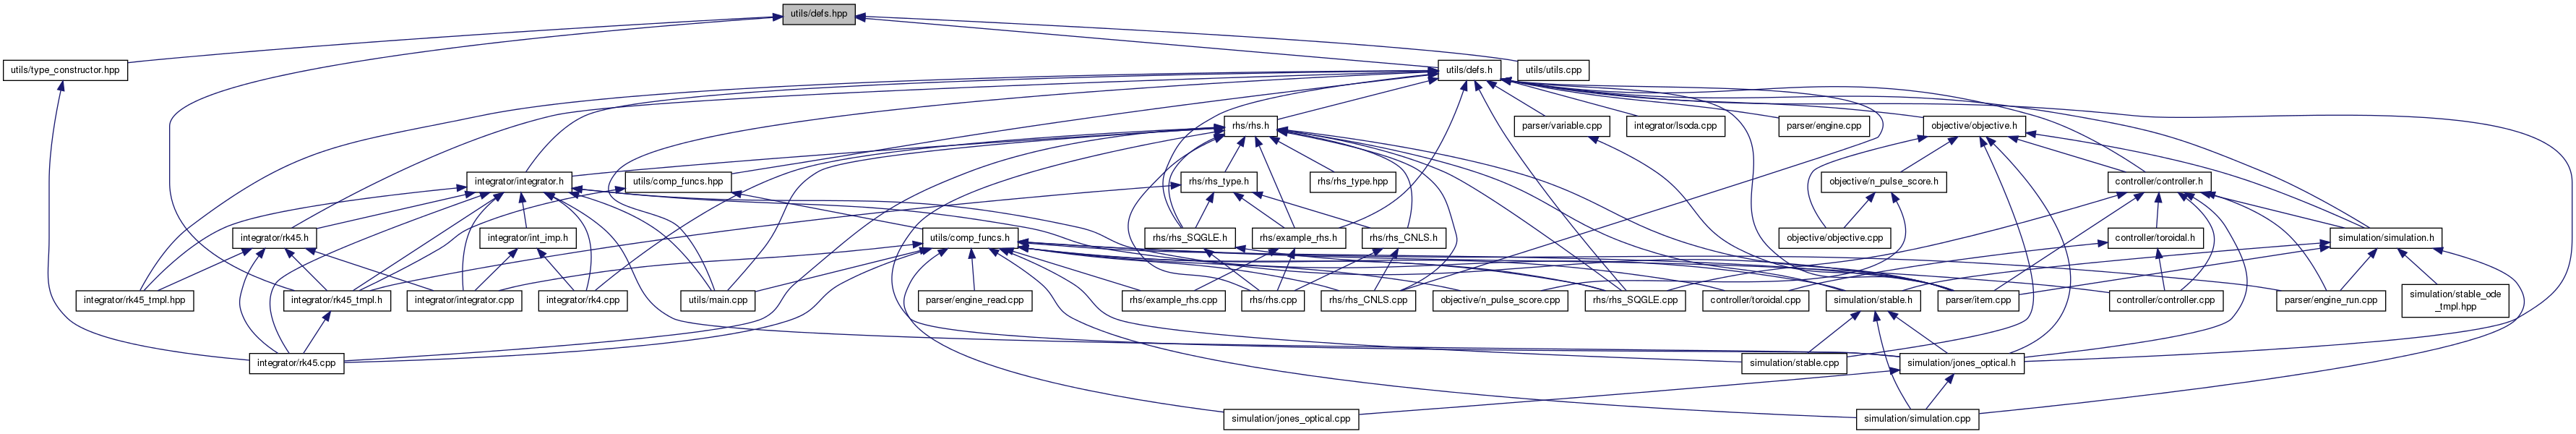 utils/defs.hpp
utils/type_constructor.hpp
utils/defs.h
utils/utils.cpp
rhs/rhs.h
parser/variable.cpp
integrator/lsoda.cpp
parser/engine.cpp
objective/objective.h
integrator/integrator.h
utils/comp_funcs.hpp
rhs/rhs_type.h
rhs/rhs_type.hpp
objective/n_pulse_score.h
controller/controller.h
integrator/rk45.h
integrator/int_imp.h
utils/comp_funcs.h
rhs/rhs_SQGLE.h
rhs/example_rhs.h
rhs/rhs_CNLS.h
objective/objective.cpp
controller/toroidal.h
simulation/simulation.h
integrator/rk45_tmpl.hpp
integrator/rk45_tmpl.h
integrator/integrator.cpp
integrator/rk4.cpp
utils/main.cpp
parser/engine_read.cpp
rhs/example_rhs.cpp
rhs/rhs.cpp
rhs/rhs_CNLS.cpp
objective/n_pulse_score.cpp
rhs/rhs_SQGLE.cpp
controller/toroidal.cpp
simulation/stable.h
parser/item.cpp
controller/controller.cpp
parser/engine_run.cpp
simulation/stable_ode
_tmpl.hpp
integrator/rk45.cpp
simulation/stable.cpp
simulation/jones_optical.h
simulation/jones_optical.cpp
simulation/simulation.cpp